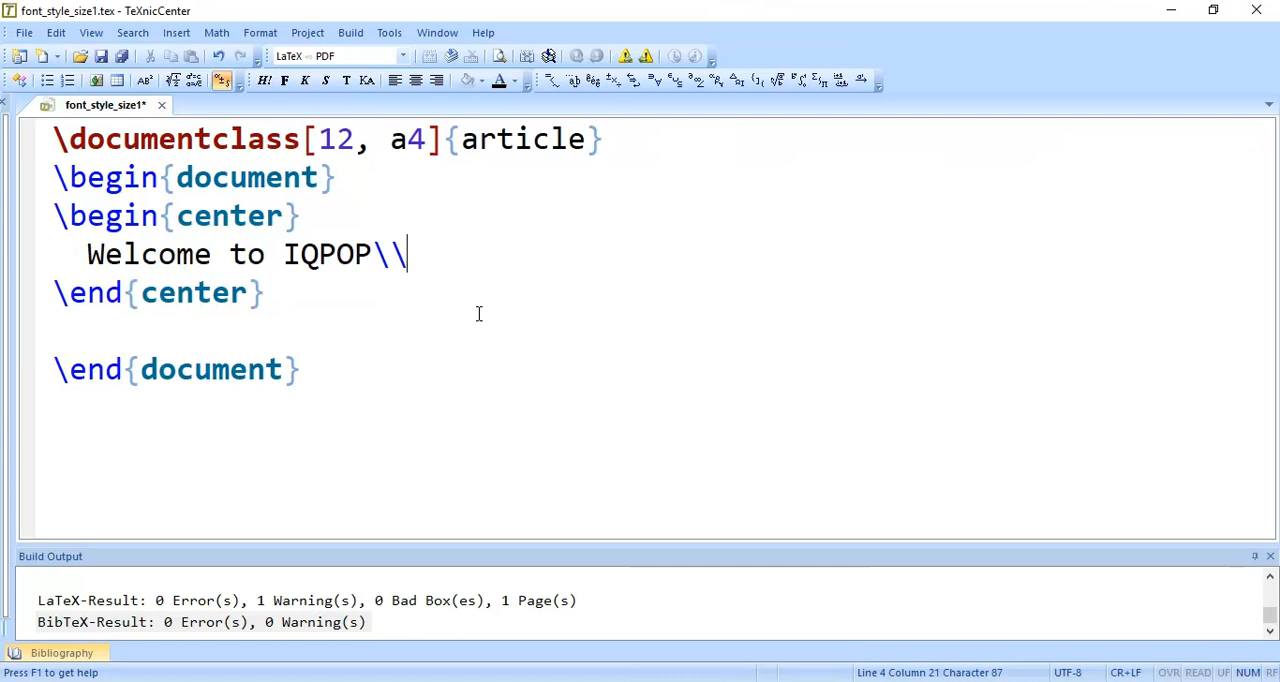 font_style_size1.tex - TeXnicCenter
File Edit View Search Insert Math Format Project Build Tools Window Help
LaTeX ⇨ PDF
font_style_size1*
\documentclass[12, a4]{article}
\begin{document}
\begin{center}
Welcome to IQPOP\\
\end{center}
\end{document}
Build Output
LaTeX-Result: 0 Error(s), 1 Warning(s), 0 Bad Box(es), 1 Page(s)
BibTeX-Result: 0 Error(s), 0 Warning(s)
Bibliography
Press F1 to get help Line 4 Column 21 Character 87 UTF-8 CR+LF OVR READ UF NUM RF